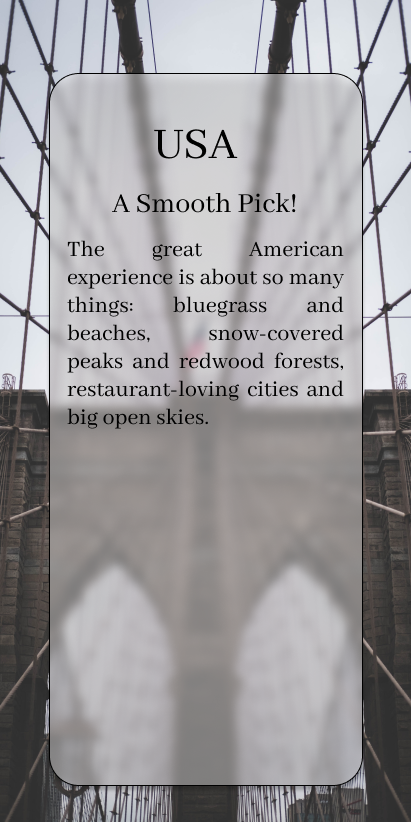 USA
A Smooth Pick!
The great American
experience is about so many
things: bluegrass and
beaches, snow-covered
peaks and redwood forests,
restaurant-loving cities and
big open skies.